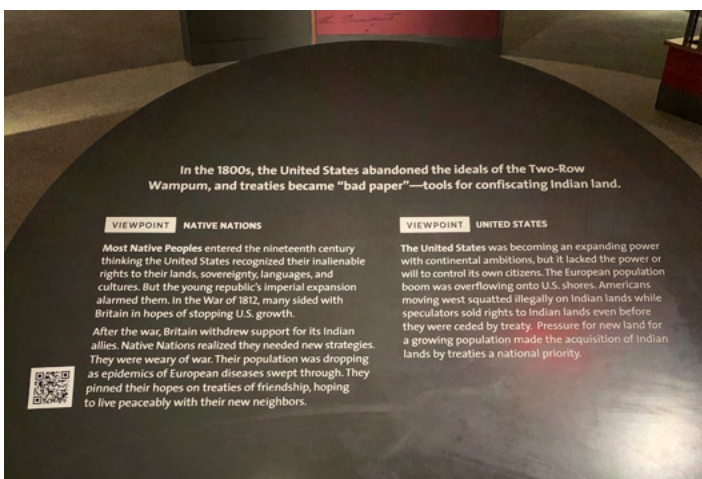 the President
In the 1800s, the United States abandoned the ideals of the Two-Row
Wampum, and treaties became “bad paper”—tools for confiscating Indian land.
VIEWPOINT NATIVE NATIONS
Most Native Peoples entered the nineteenth century
thinking the United States recognized their inalienable
rights to their lands, sovereignty, languages, and
cultures. But the young republic’s imperial expansion
alarmed them. In the War of 1812, many sided with
Britain in hopes of stopping U.S. growth.
After the war, Britain withdrew support for its Indian
allies. Native Nations realized they needed new strategies.
They were weary of war. Their population was dropping
as epidemics of European diseases swept through. They
pinned their hopes on treaties of friendship, hoping
to live peaceably with their new neighbors.
VIEWPOINT UNITED STATES
The United States was becoming an expanding power
with continental ambitions, but it lacked the power or
will to control its own citizens. The European population
boom was overflowing onto U.S. shores. Americans
moving west squatted illegally on Indian lands while
speculators sold rights to Indian lands even before
they were ceded by treaty. Pressure for new land for
a growing population made the acquisition of Indian
lands by treaties a national priority.